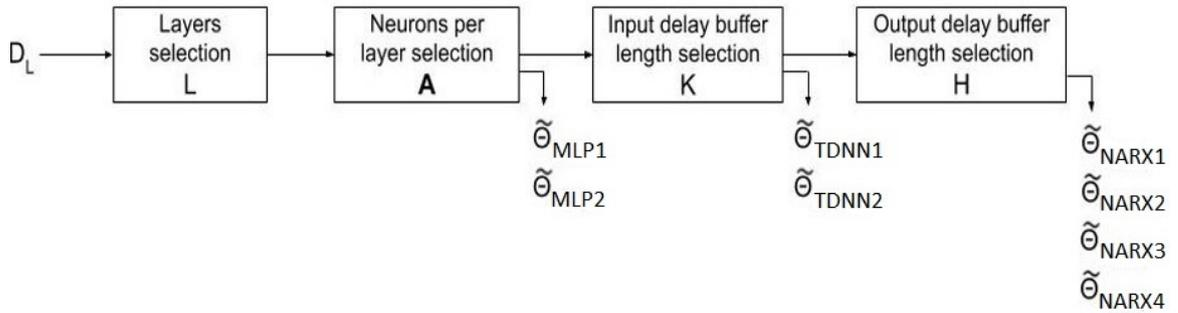 D_L
Layers
selection
L
Neurons per
layer selection
A
Input delay buffer
length selection
K
Output delay buffer
length selection
H
Θ̃_MLP1
Θ̃_MLP2
Θ̃_TDNN1
Θ̃_TDNN2
Θ̃_NARX1
Θ̃_NARX2
Θ̃_NARX3
Θ̃_NARX4